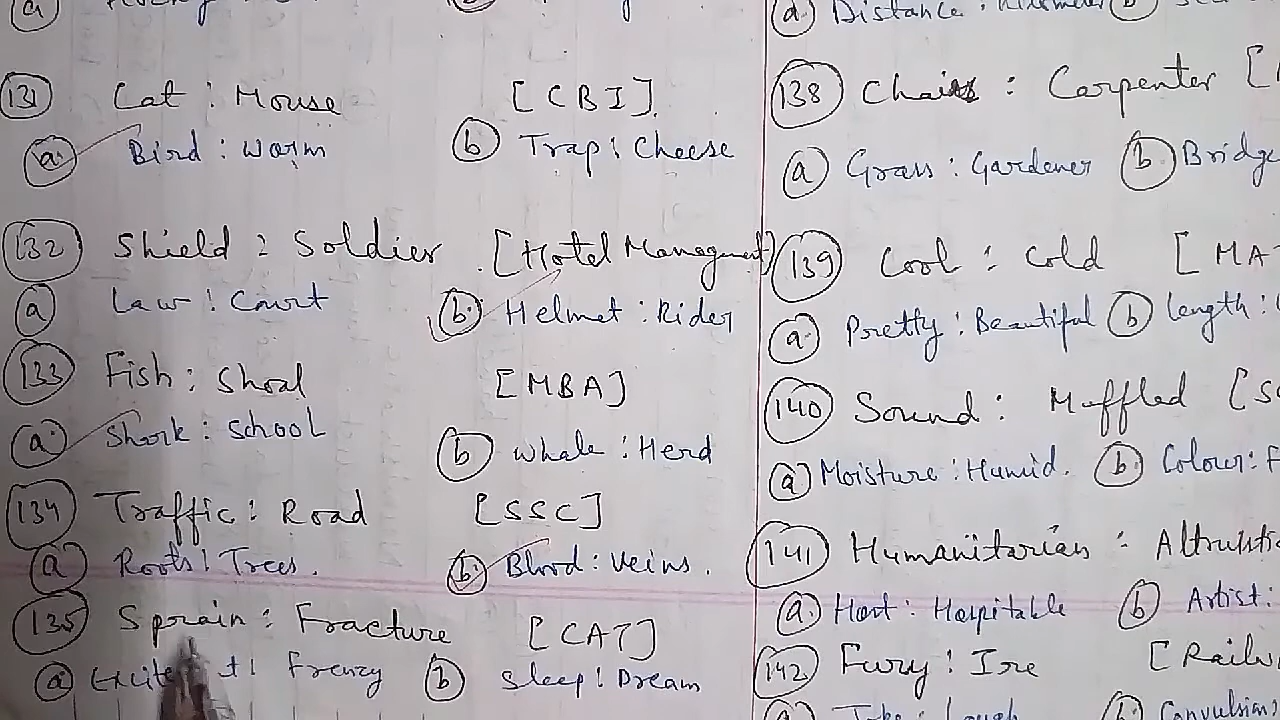 131 Cat : Mouse [CBI]
a. Bird : Worm b Trap : Cheese
132 Shield : Soldier [Hotel Managment]
a Law : Court b. Helmet : Rider
133 Fish : Shoal [MBA]
a. Shark : School b Whale : Herd
134 Traffic : Road [SSC]
a Roots : Trees. b. Blood : Veins.
135 Sprain : Fracture [CAT]
a Frenzy b Sleep : Dream
d. Distance :
138 Chair : Carpenter [
a Grass : Gardener b. Bridge
139 Cool : Cold [MA
a. Pretty : Beautiful b length :
140 Sound : Muffled [S
a Moisture : Humid. b. Colour :
141 Humanitarian : Altruistic
a. Host : Hospitable b Artist :
142 Fury : Ire [Railw